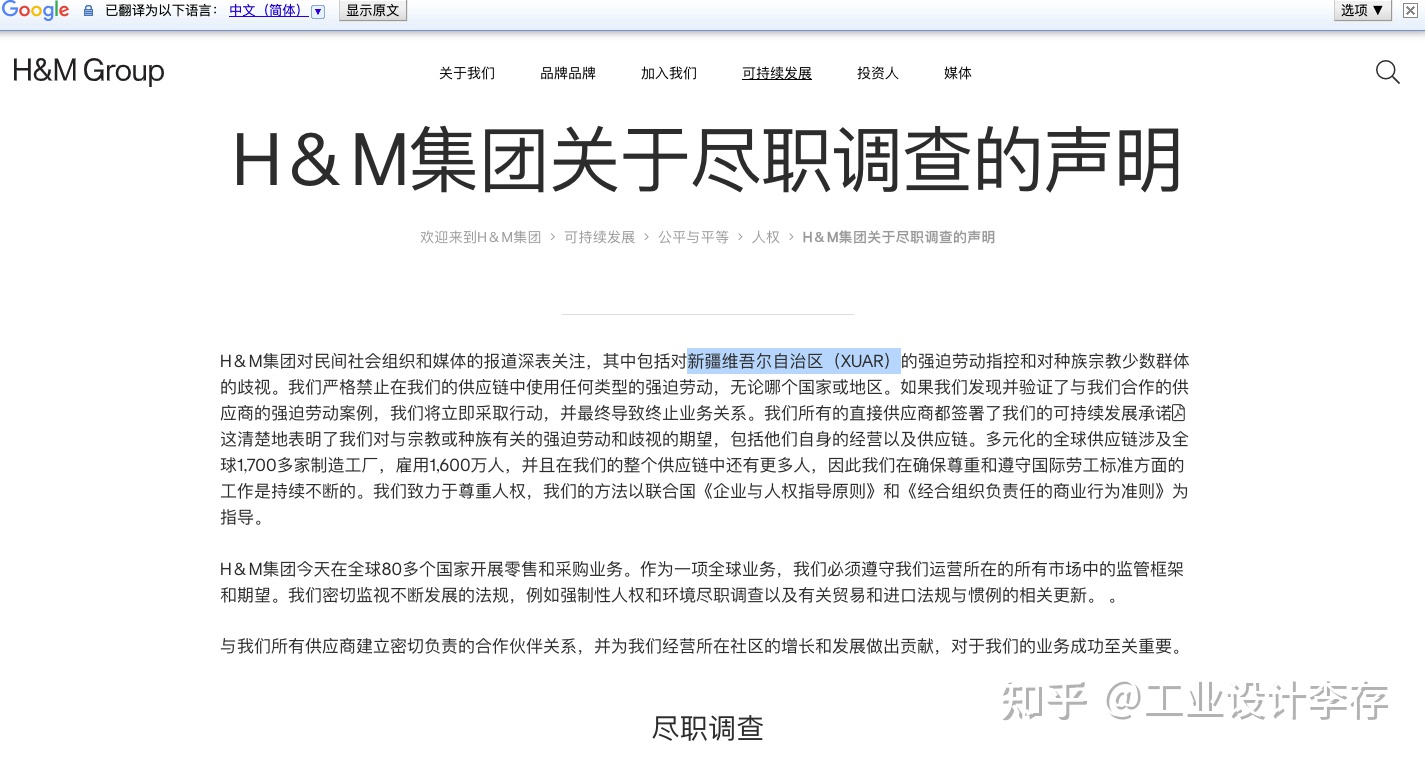 Google 已翻译为以下语言： 中文（简体） ▼ 显示原文 选项 ▼
H&M Group 关于我们 品牌品牌 加入我们 可持续发展 投资人 媒体
H＆M集团关于尽职调查的声明
欢迎来到H＆M集团 > 可持续发展 > 公平与平等 > 人权 > H＆M集团关于尽职调查的声明
H＆M集团对民间社会组织和媒体的报道深表关注，其中包括对新疆维吾尔自治区（XUAR）的强迫劳动指控和对种族宗教少数群体
的歧视。我们严格禁止在我们的供应链中使用任何类型的强迫劳动，无论哪个国家或地区。如果我们发现并验证了与我们合作的供
应商的强迫劳动案例，我们将立即采取行动，并最终导致终止业务关系。我们所有的直接供应商都签署了我们的可持续发展承诺
这清楚地表明了我们对与宗教或种族有关的强迫劳动和歧视的期望，包括他们自身的经营以及供应链。多元化的全球供应链涉及全
球1,700多家制造工厂，雇用1,600万人，并且在我们的整个供应链中还有更多人，因此我们在确保尊重和遵守国际劳工标准方面的
工作是持续不断的。我们致力于尊重人权，我们的方法以联合国《企业与人权指导原则》和《经合组织负责任的商业行为准则》为
指导。
H＆M集团今天在全球80多个国家开展零售和采购业务。作为一项全球业务，我们必须遵守我们运营所在的所有市场中的监管框架
和期望。我们密切监视不断发展的法规，例如强制性人权和环境尽职调查以及有关贸易和进口法规与惯例的相关更新。 。
与我们所有供应商建立密切负责的合作伙伴关系，并为我们经营所在社区的增长和发展做出贡献，对于我们的业务成功至关重要。
知乎 @工业设计李存
尽职调查